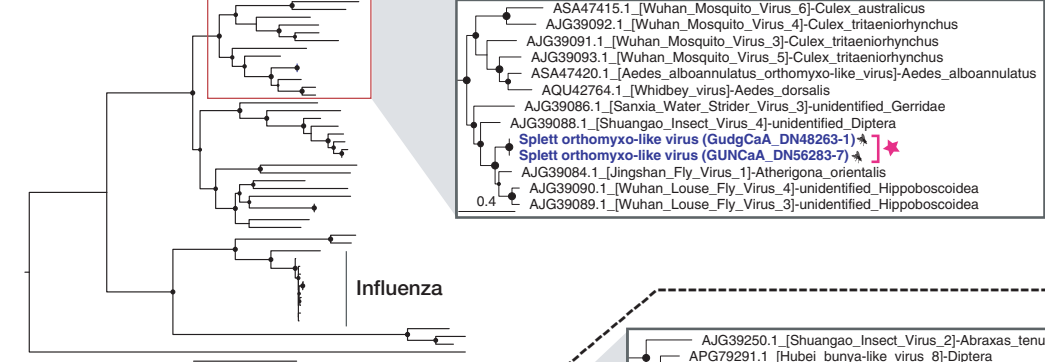 ASA47415.1_[Wuhan_Mosquito_Virus_6]-Culex_australicus
AJG39092.1_[Wuhan_Mosquito_Virus_4]-Culex_tritaeniorhynchus
AJG39091.1_[Wuhan_Mosquito_Virus_3]-Culex_tritaeniorhynchus
AJG39093.1_[Wuhan_Mosquito_Virus_5]-Culex_tritaeniorhynchus
ASA47420.1_[Aedes_alboannulatus_orthomyxo-like_virus]-Aedes_alboannulatus
AQU42764.1_[Whidbey_virus]-Aedes_dorsalis
AJG39086.1_[Sanxia_Water_Strider_Virus_3]-unidentified_Gerridae
AJG39088.1_[Shuangao_Insect_Virus_4]-unidentified_Diptera
Splett orthomyxo-like virus (GudgCaA_DN48263-1)
Splett orthomyxo-like virus (GUNCaA_DN56283-7)
AJG39084.1_[Jingshan_Fly_Virus_1]-Atherigona_orientalis
AJG39090.1_[Wuhan_Louse_Fly_Virus_4]-unidentified_Hippoboscoidea
0.4
AJG39089.1_[Wuhan_Louse_Fly_Virus_3]-unidentified_Hippoboscoidea
Influenza
AJG39250.1_[Shuangao_Insect_Virus_2]-Abraxas_tenu
APG79291.1_[Hubei_bunya-like_virus_8]-Diptera